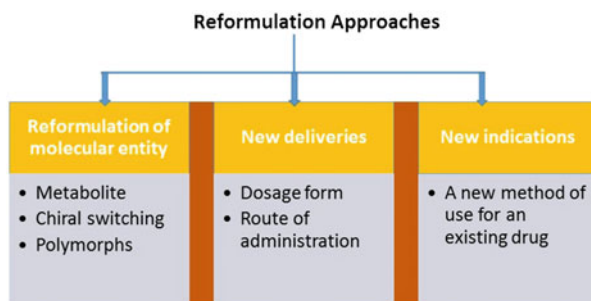 Reformulation Approaches
Reformulation of
molecular entity
• Metabolite
• Chiral switching
• Polymorphs
New deliveries
• Dosage form
• Route of
administration
New indications
• A new method of
use for an
existing drug